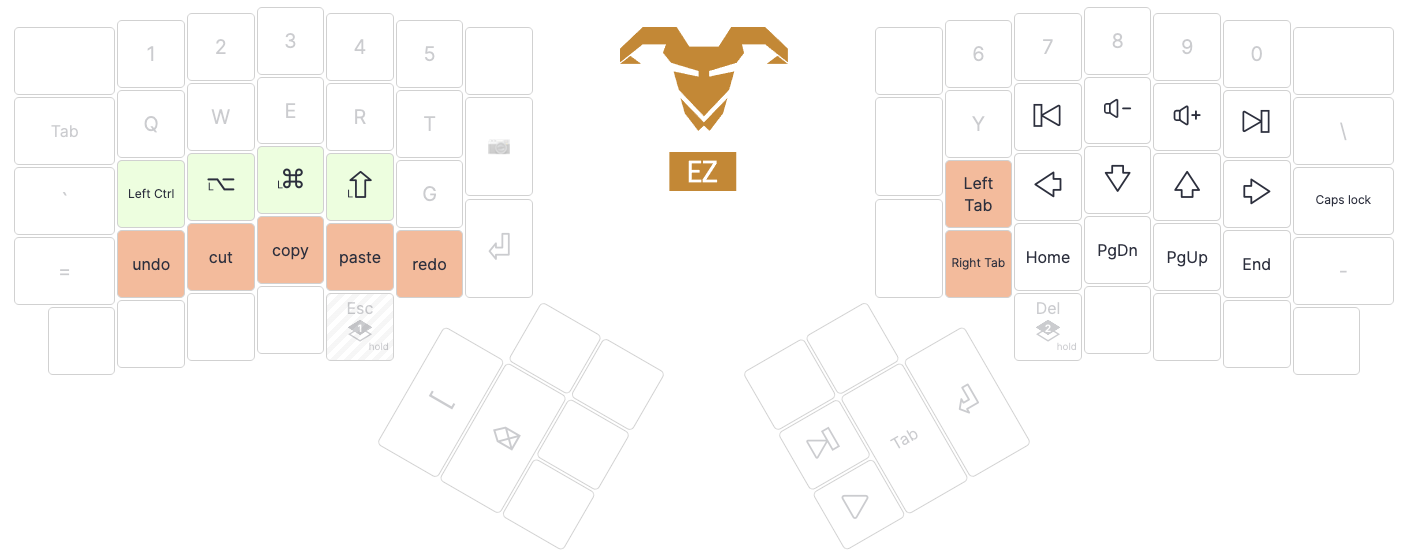 1 2 3 4 5
6 7 8 9 0
Tab Q W E R T
Y \
EZ
` Left Ctrl L L L G
Left
Tab
Caps lock
= undo cut copy paste redo
Right Tab Home PgDn PgUp End -
Esc
1
hold
Del
2
hold
[
Tab